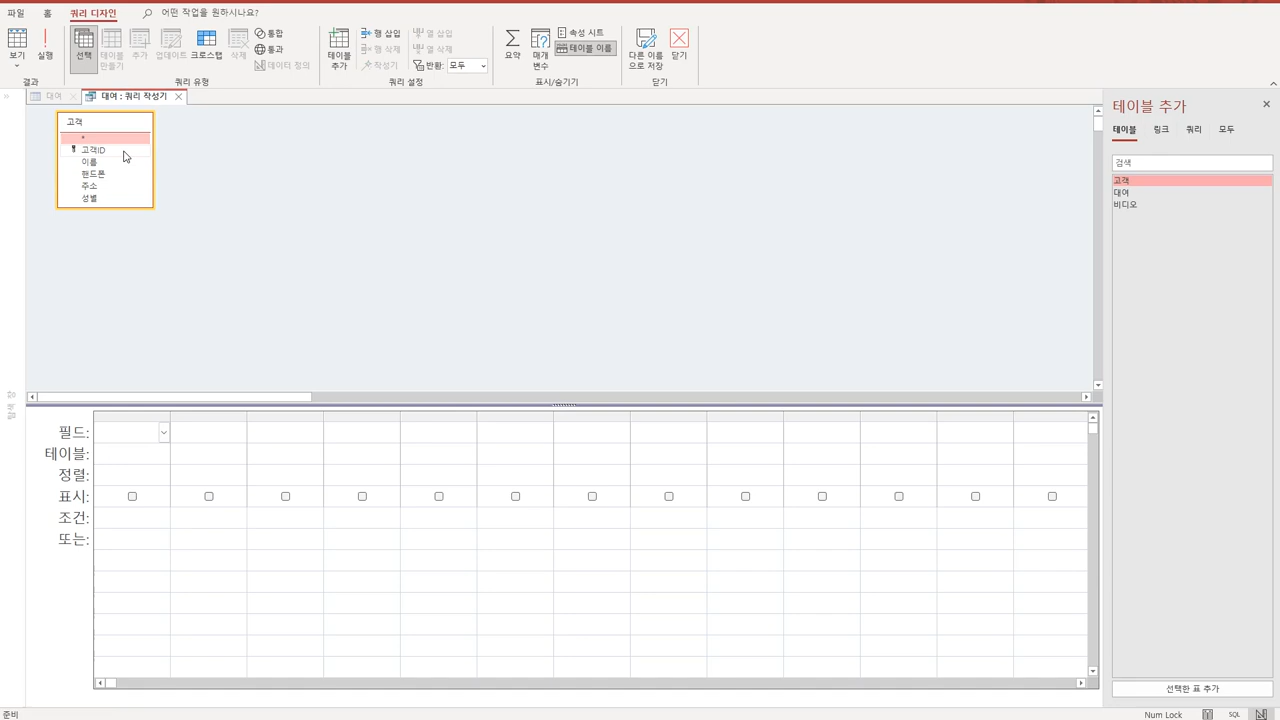 파일 홈 쿼리 디자인 어떤 작업을 원하시나요?
보기 실행 선택 테이블 만들기 추가 업데이트 크로스탭 삭제 통합 통과 데이터 정의 테이블 추가 행 삽입 행 삭제 작성기 열 삽입 열 삭제 반환: 모두 요약 매개 변수 속성 시트 테이블 이름 다른 이름으로 저장 닫기
결과 쿼리 유형 쿼리 설정 표시/숨기기 닫기
대여 대여 : 쿼리 작성기
고객
*
고객ID
이름
핸드폰
주소
성별
탐색 창
필드:
테이블:
정렬:
표시:
조건:
또는:
테이블 추가
테이블 링크 쿼리 모두
검색
고객
대여
비디오
선택한 표 추가
준비 Num Lock SQL